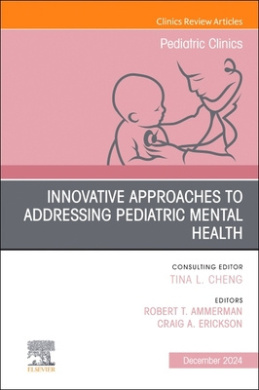 Clinics Review Articles
Pediatric Clinics
INNOVATIVE APPROACHES TO
ADDRESSING PEDIATRIC MENTAL
HEALTH
CONSULTING EDITOR
TINA L. CHENG
EDITORS
ROBERT T. AMMERMAN
CRAIG A. ERICKSON
ELSEVIER
December 2024